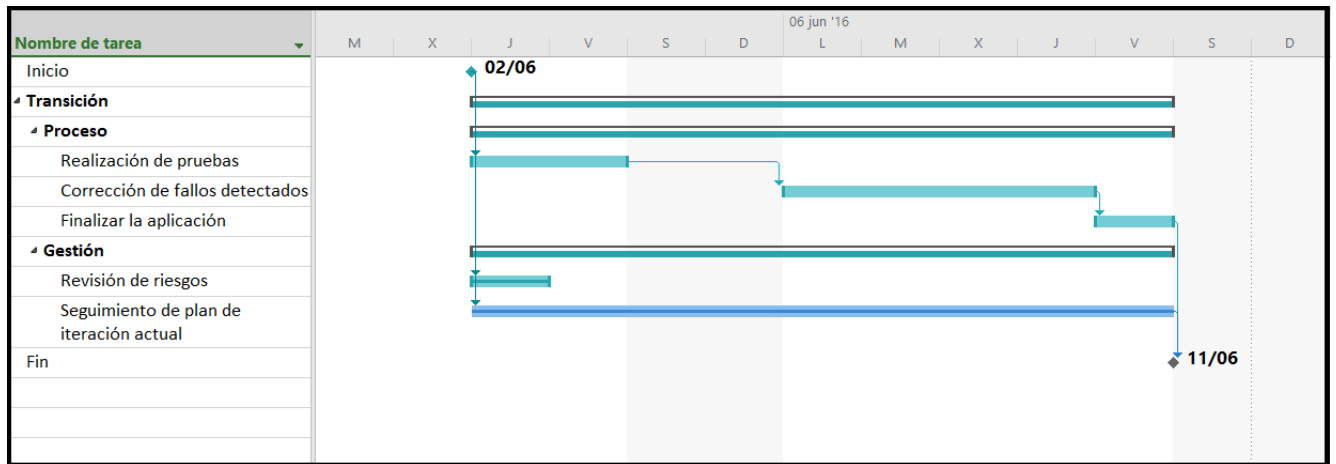 06 jun '16
Nombre de tarea M X J V S D L M X J V S D
Inicio 02/06
Transición
Proceso
Realización de pruebas
Corrección de fallos detectados
Finalizar la aplicación
Gestión
Revisión de riesgos
Seguimiento de plan de
iteración actual
Fin 11/06